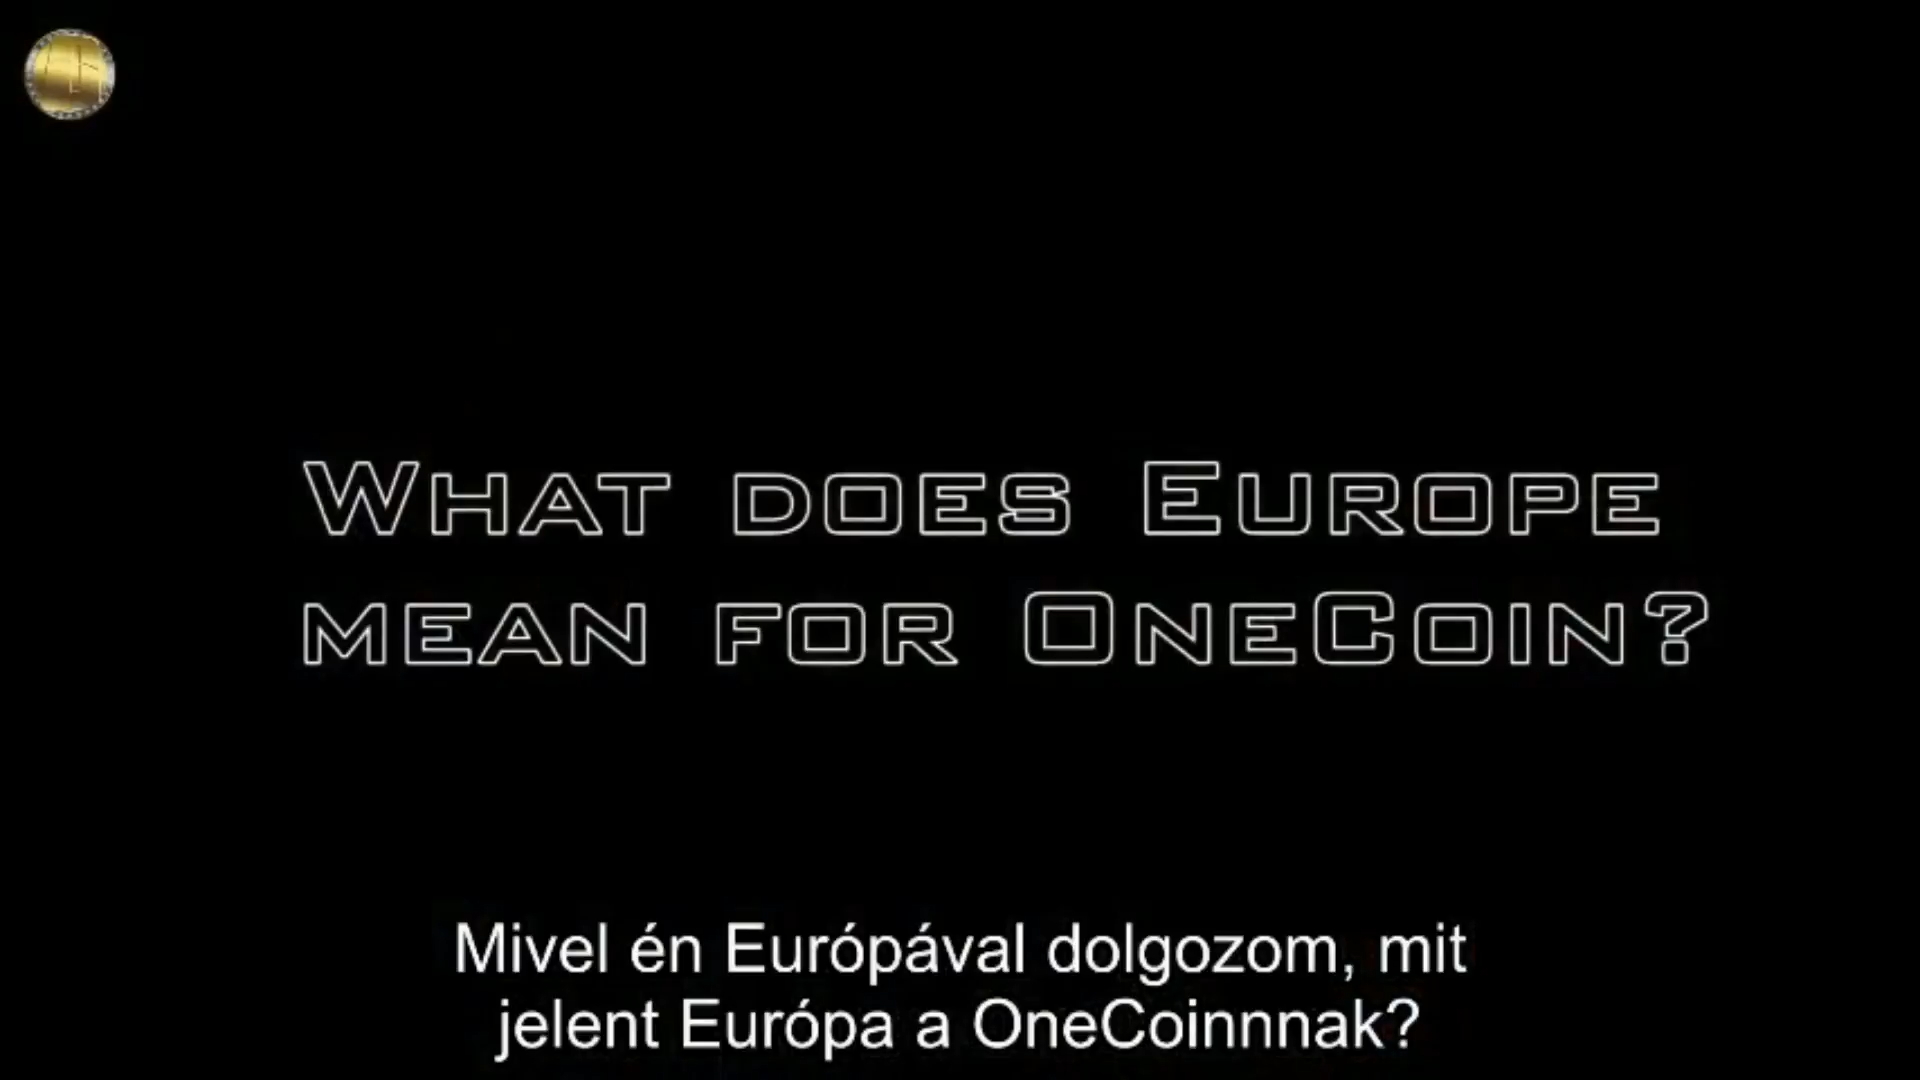 What does Europe
mean for OneCoin?
Mivel én Európával dolgozom, mit
jelent Európa a OneCoinnnak?